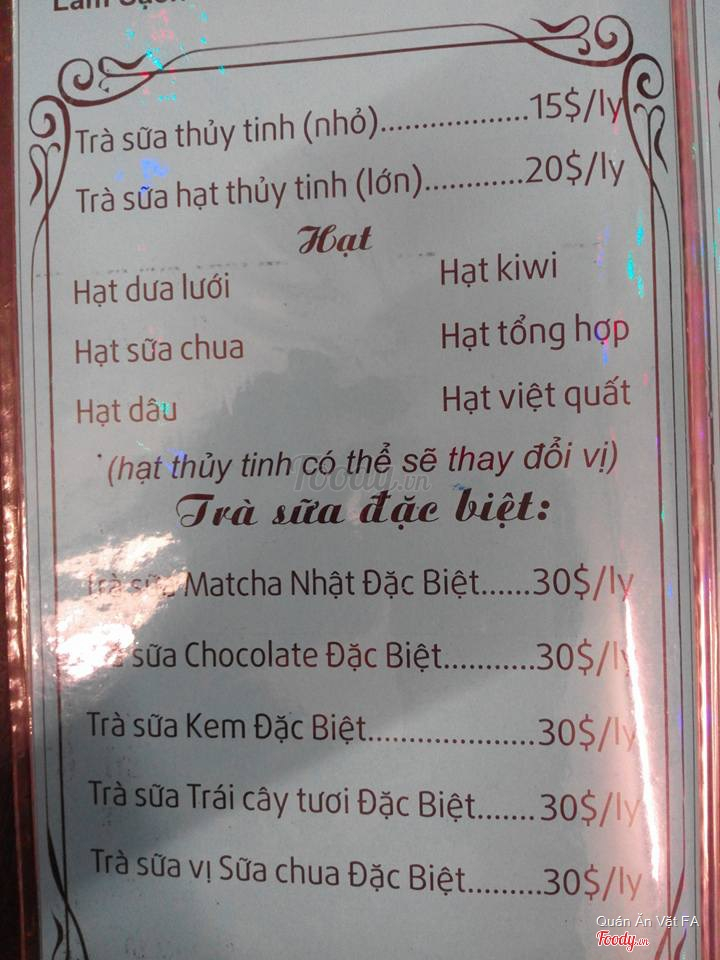 Trà sữa thủy tinh (nhỏ)..................15$/ly
Trà sữa hạt thủy tinh (lớn)............20$/ly
Hạt
Hạt dưa lưới Hạt kiwi
Hạt sữa chua Hạt tổng hợp
Hạt dâu Hạt việt quất
(hạt thủy tinh có thể sẽ thay đổi vị)
Foody.vn
Trà sữa đặc biệt:
Trà sữa Matcha Nhật Đặc Biệt......30$/ly
sữa Chocolate Đặc Biệt...........30$/ly
Trà sữa Kem Đặc Biệt....................30$/ly
Trà sữa Trái cây tươi Đặc Biệt.......30$/ly
Trà sữa vị Sữa chua Đặc Biệt.........30$/ly
Quán Ăn Vặt FA
Foody.vn